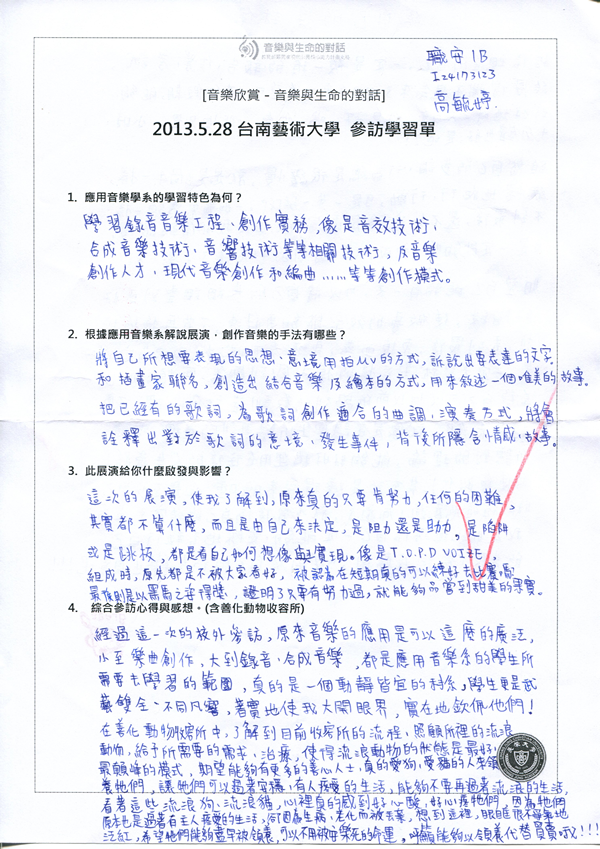 音樂與生命的對話
職安1B
I24173123
高毓婷
[音樂欣賞－音樂與生命的對話]
2013.5.28 台南藝術大學 參訪學習單
1. 應用音樂學系的學習特色為何？
學習錄音音樂工程、創作實務，像是音效技術、
合成音樂技術、音響技術等等相關技術，及音樂
創作人才，現代音樂創作和編曲……等等創作模式。
2. 根據應用音樂系解說展演，創作音樂的手法有哪些？
將自己所想要表現的思想、意境用拍MV的方式，訴說出要表達的文字
和插畫家聯名，創造出結合音樂及繪本的方式，用來敘述一個唯美的故事。
把已經有的歌詞，為歌詞創作適合的曲調、演奏方式，將會
詮釋出對於歌詞的意境、發生事件，背後所隱含情感、故事。
3. 此展演給你什麼啟發與影響？
這次的展演，使我了解到，原來真的只要肯努力，任何的困難，
其實都不算什麼，而且是由自己來決定，是阻力還是助力，是陷阱
或是跳板，都是看自己如何想像與實現。像是T.O.P.D VOIZE，
組成時，原先都是不被大家看好，被認為在短期真的可以練好去比賽嗎
最後則是以黑馬之姿得獎，證明了只要有努力過，就能夠品嘗到甜美的果實。
4. 綜合參訪心得與感想。(含善化動物收容所)
經過這一次的校外參訪，原來音樂的應用是可以這麼的廣泛，
小至樂曲創作，大到錄音、合成音樂，都是應用音樂系的學生所
需要去學習的範圍，真的是一個動靜皆宜的科系，學生更是武
藝雙全、不同凡響，著實地使我大開眼界，實在地欽佩他們！
在善化動物收容所中，了解到目前收容所的流程，照顧所裡的流浪
動物，給予所需要的需求、治療，使得流浪動物的狀態是最好，
最顧峰的模式，期望能夠有更多的善心人士，真的愛狗、愛貓的人來領
養牠們，讓牠們可以過著安穩、有人疼愛的生活，能夠不要再過著流浪的生活，
看著這些流浪狗、流浪貓，心裡真的感到好心酸，好心疼牠們，因為牠們
原本也是過著有主人疼愛的生活，何因為生病、老化而被丟棄，想到這裡，眼眶很不爭氣地
泛紅，希望牠們能夠盡早被領養，可以不用被安樂死的命運，呼籲能夠以領養代替買賣哦!!!